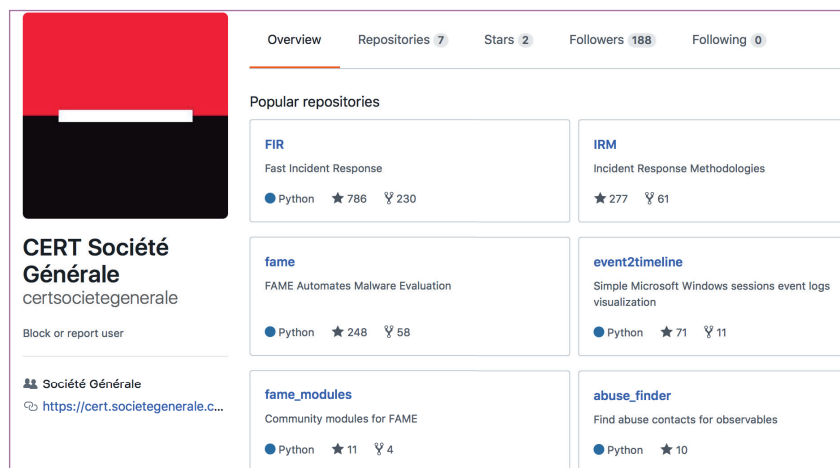 Overview Repositories 7 Stars 2 Followers 188 Following 0
Popular repositories
FIR
Fast Incident Response
Python 786 230
IRM
Incident Response Methodologies
277 61
fame
FAME Automates Malware Evaluation
Python 248 58
event2timeline
Simple Microsoft Windows sessions event logs
visualization
Python 71 11
fame_modules
Community modules for FAME
Python 11 4
abuse_finder
Find abuse contacts for observables
Python 10
CERT Société
Générale
certsocietegenerale
Block or report user
Société Générale
https://cert.societegenerale.c...